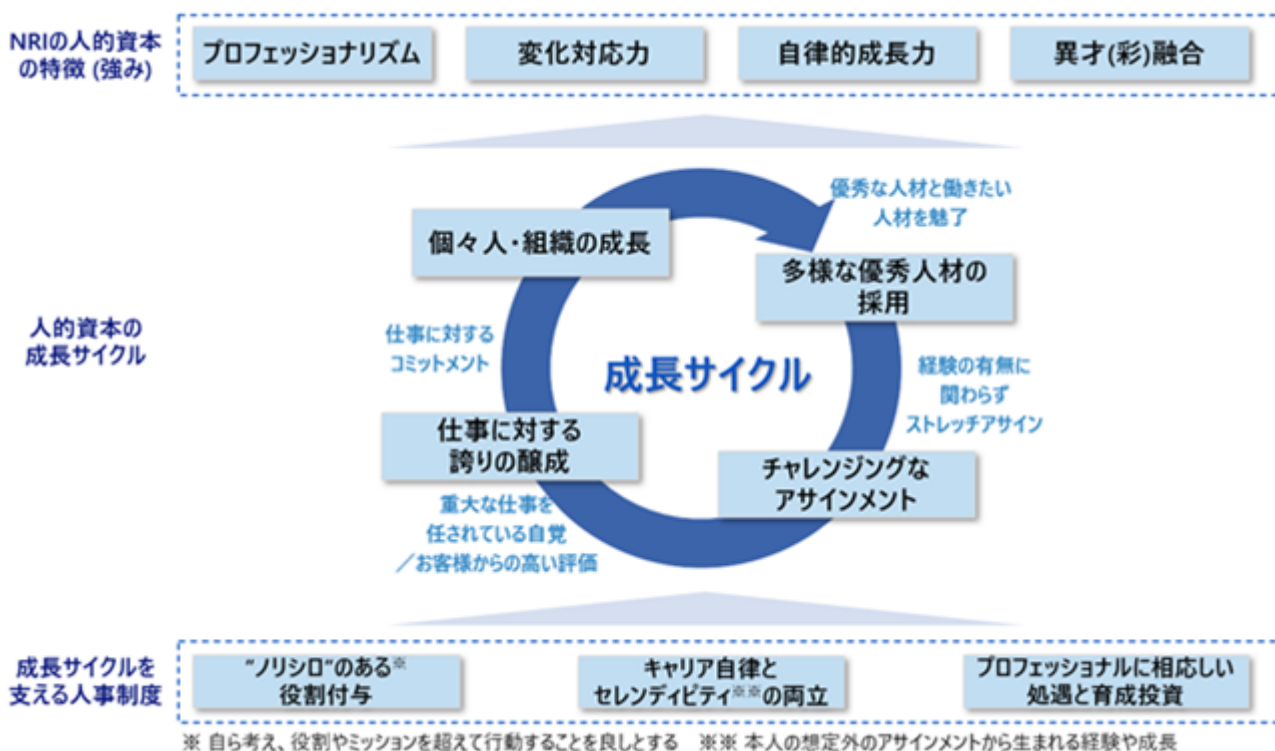 NRIの人的資本
の特徴 (強み)
プロフェッショナリズム
変化対応力
自律的成長力
異才(彩)融合
優秀な人材と働きたい
人材を魅了
個々人・組織の成長
多様な優秀人材の
採用
人的資本の
成長サイクル
仕事に対する
コミットメント
成長サイクル
経験の有無に
関わらず
ストレッチアサイン
仕事に対する
誇りの醸成
チャレンジングな
アサインメント
重大な仕事を
任されている自覚
／お客様からの高い評価
成長サイクルを
支える人事制度
“ノリシロ”のある※
役割付与
キャリア自律と
セレンディピティ※※の両立
プロフェッショナルに相応しい
処遇と育成投資
※ 自ら考え、役割やミッションを超えて行動することを良しとする ※※ 本人の想定外のアサインメントから生まれる経験や成長